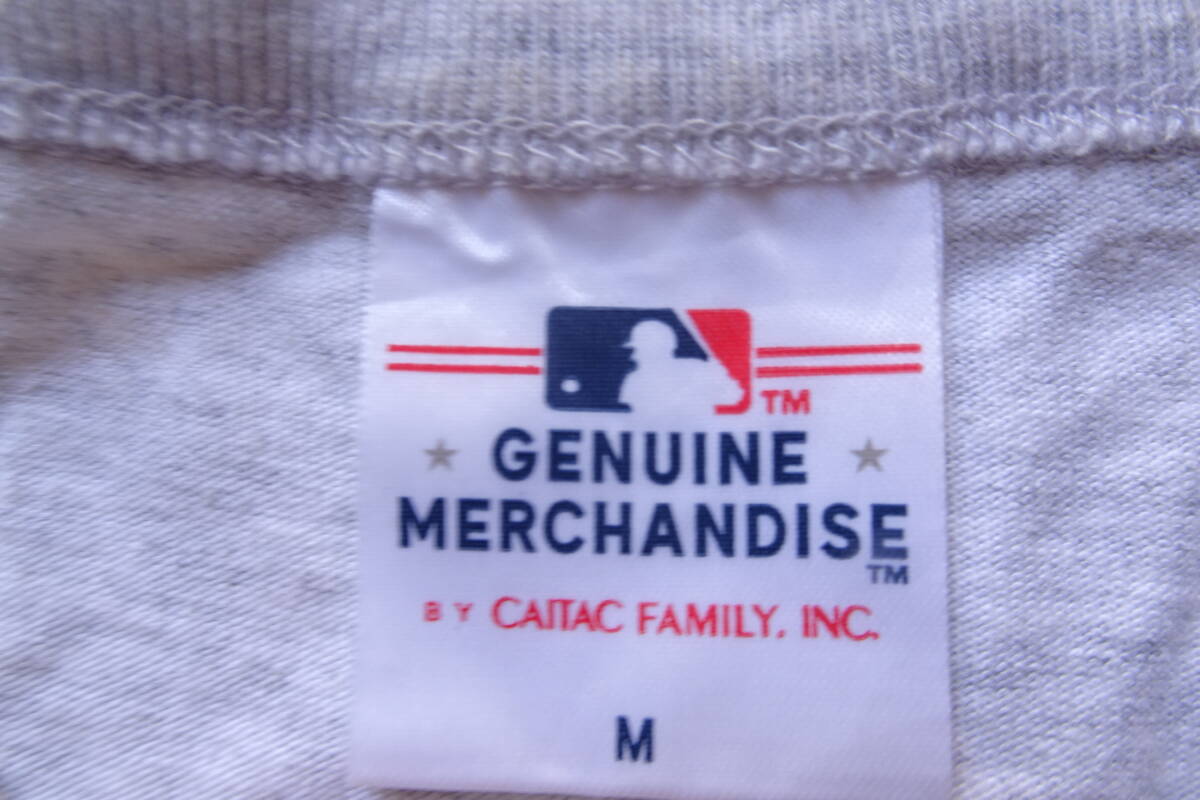 TM
GENUINE
MERCHANDISE
TM
BY CAITAC FAMILY, INC.
M